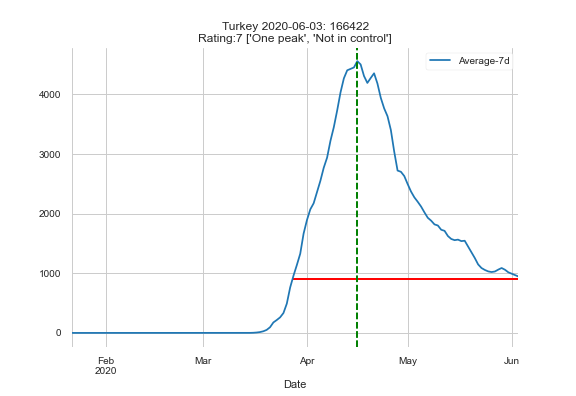 Turkey 2020-06-03: 166422
Rating:7 ['One peak', 'Not in control']
Average-7d
4000
3000
2000
1000
0
Feb
2020
Mar
Apr
May
Jun
Date